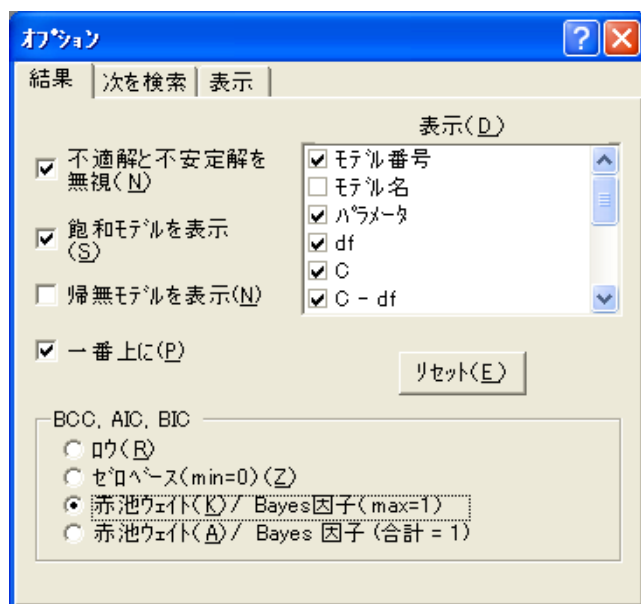 オプション
結果 次を検索 表示
表示(D)
不適解と不安定解を
無視(N)
飽和モデルを表示
(S)
帰無モデルを表示(N)
一番上に(P)
モデル番号
モデル名
パラメータ
df
C
C - df
リセット(E)
BCC, AIC, BIC
ロウ(R)
ゼロベース(min=0)(Z)
赤池ウェイト(K)/ Bayes因子(max=1)
赤池ウェイト(A)/ Bayes 因子 (合計 = 1)